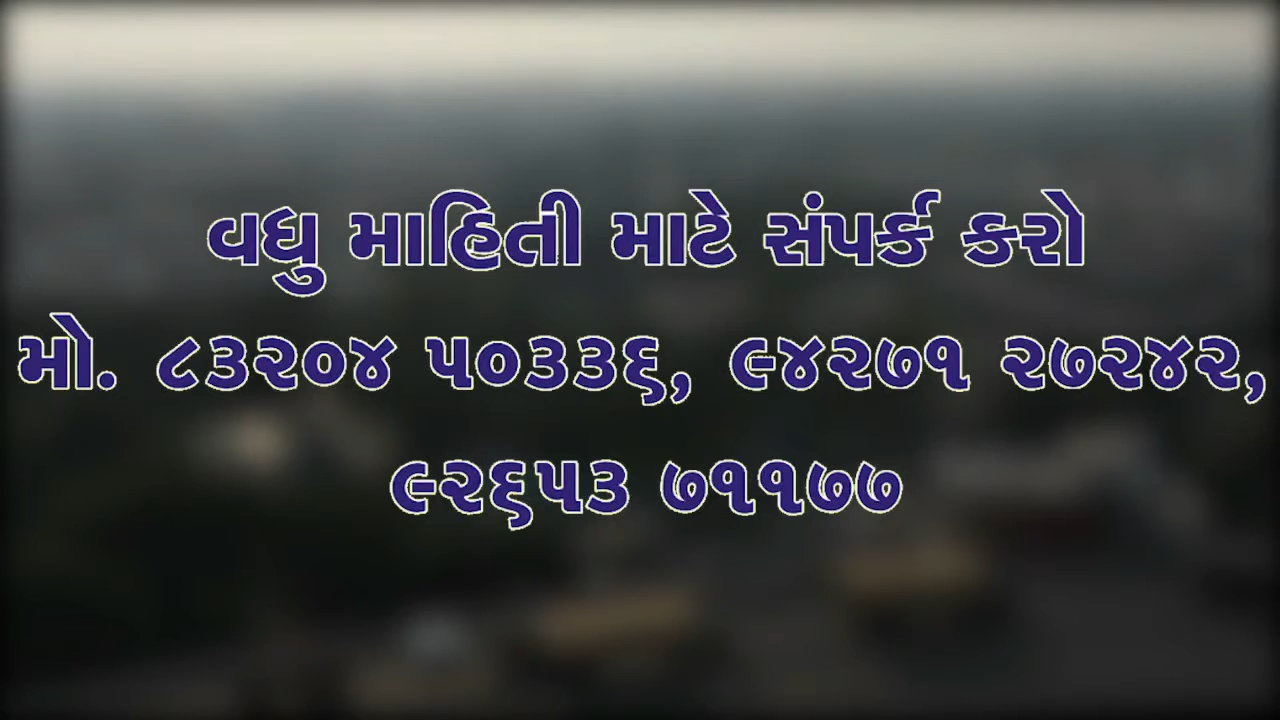 વધુ માહિતી માટે સંપર્ક કરો
મો. ૮૩૨૦૪ ૫૦૩૩૬, ૯૪૨૭૧ ૨૭૨૪૨,
૯૨૬૫૩ ૭૧૧૭૭